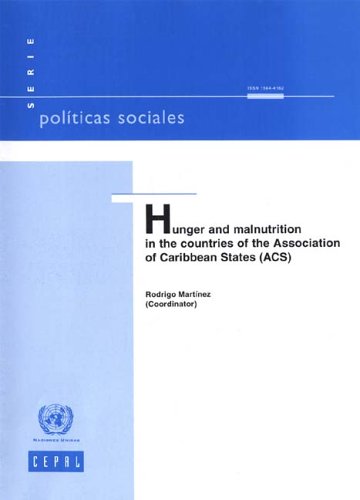 SERIE
ISSN 1564-4162
políticas sociales
Hunger and malnutrition
in the countries of the Association
of Caribbean States (ACS)
Rodrigo Martínez
(Coordinator)
NACIONES UNIDAS
CEPAL